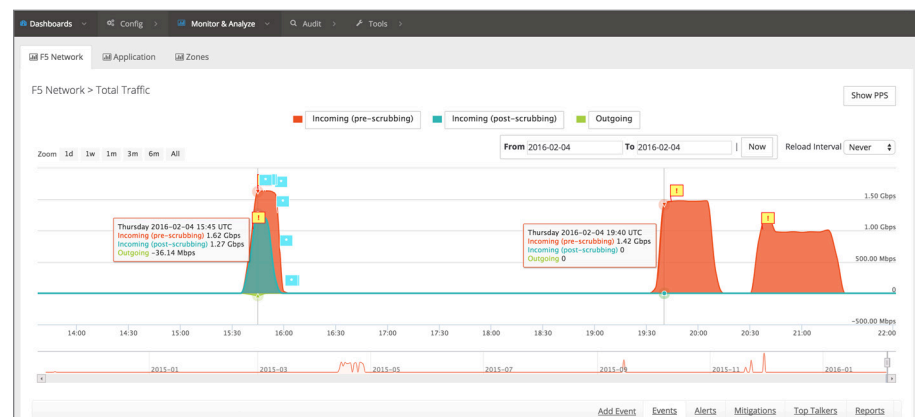 Dashboards Config Monitor & Analyze Audit Tools
F5 Network Application Zones
F5 Network > Total Traffic
Show PPS
Incoming (pre-scrubbing) Incoming (post-scrubbing) Outgoing
From 2016-02-04 To 2016-02-04 | Now Reload Interval Never
Zoom 1d 1w 1m 3m 6m All
1.50 Gbps
1.00 Gbps
500.00 Mbps
0
-500.00 Mbps
!
!
!
!
Thursday 2016-02-04 15:45 UTC
Incoming (pre-scrubbing) 1.62 Gbps
Incoming (post-scrubbing) 1.27 Gbps
Outgoing -36.14 Mbps
Thursday 2016-02-04 19:40 UTC
Incoming (pre-scrubbing) 1.42 Gbps
Incoming (post-scrubbing) 0
Outgoing 0
14:00 14:30 15:00 15:30 16:00 16:30 17:00 17:30 18:00 18:30 19:00 19:30 20:00 20:30 21:00 22:00
2015-01 2015-03 2015-05 2015-07 2015-09 2015-11 2016-01
Add Event Events Alerts Mitigations Top Talkers Reports